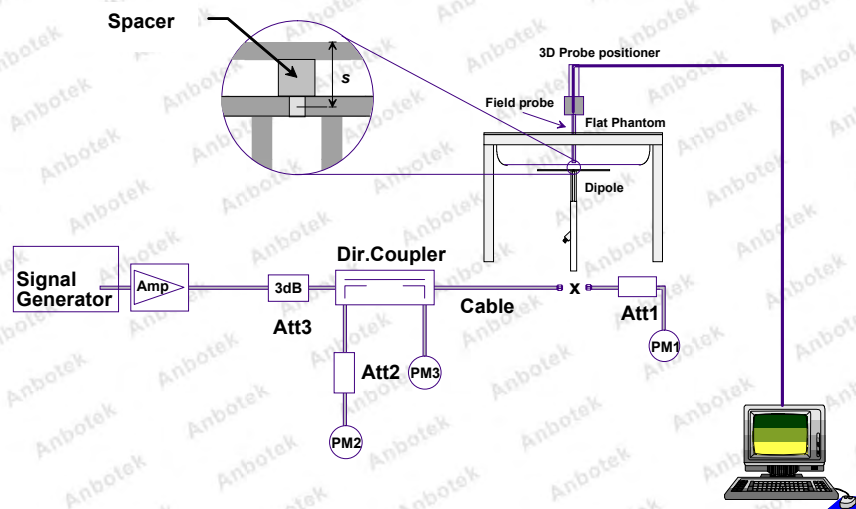 Spacer
s
3D Probe positioner
Field probe
Flat Phantom
Dipole
Signal
Generator
Amp
3dB
Att3
Dir.Coupler
Cable
x
Att1
PM1
Att2
PM3
PM2
Anbotek